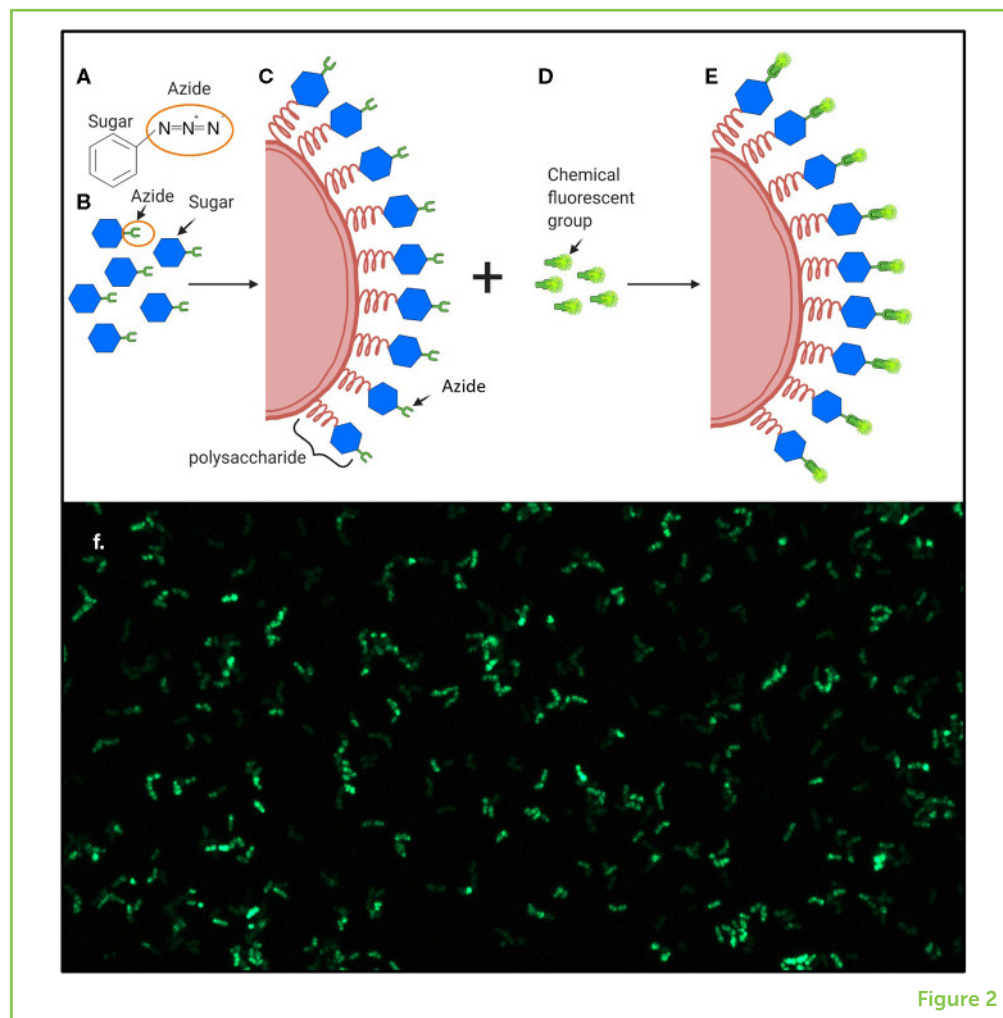 A
Azide
Sugar
N=N=N
+
-
B
Azide
Sugar
C
Azide
polysaccharide
+
D
Chemical
fluorescent
group
E
f.
Figure 2